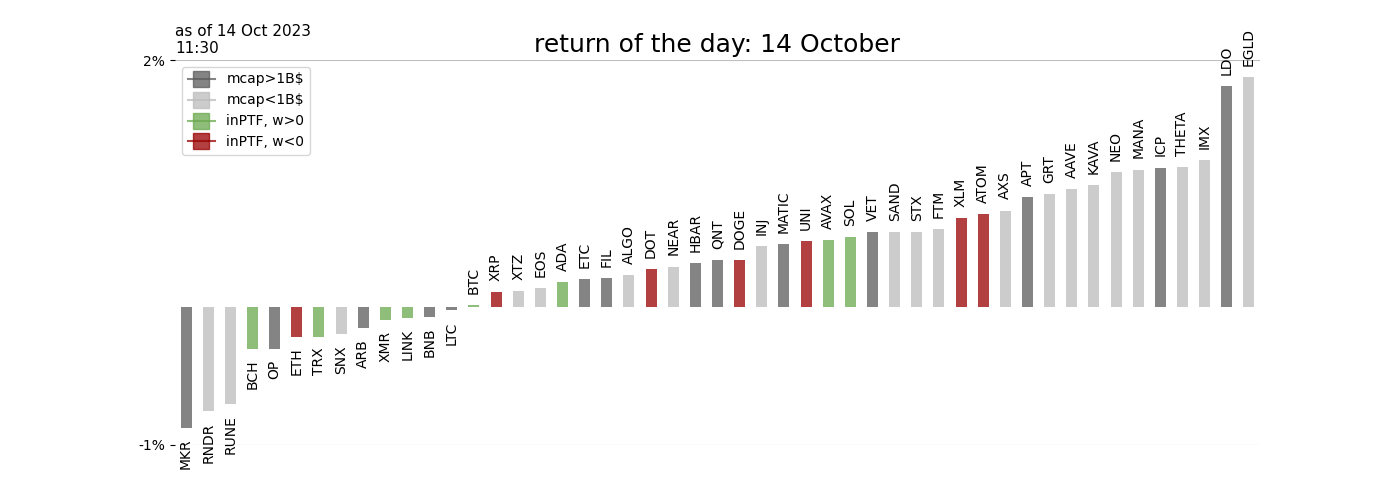 as of 14 Oct 2023
11:30
return of the day: 14 October
2%
mcap>1B$
mcap<1B$
inPTF, w>0
inPTF, w<0
-1%
MKR
RNDR
RUNE
BCH
OP
ETH
TRX
SNX
ARB
XMR
LINK
BNB
LTC
BTC
XRP
XTZ
EOS
ADA
ETC
FIL
ALGO
DOT
NEAR
HBAR
QNT
DOGE
INJ
MATIC
UNI
AVAX
SOL
VET
SAND
STX
FTM
XLM
ATOM
AXS
APT
GRT
AAVE
KAVA
NEO
MANA
ICP
THETA
IMX
LDO
EGLD